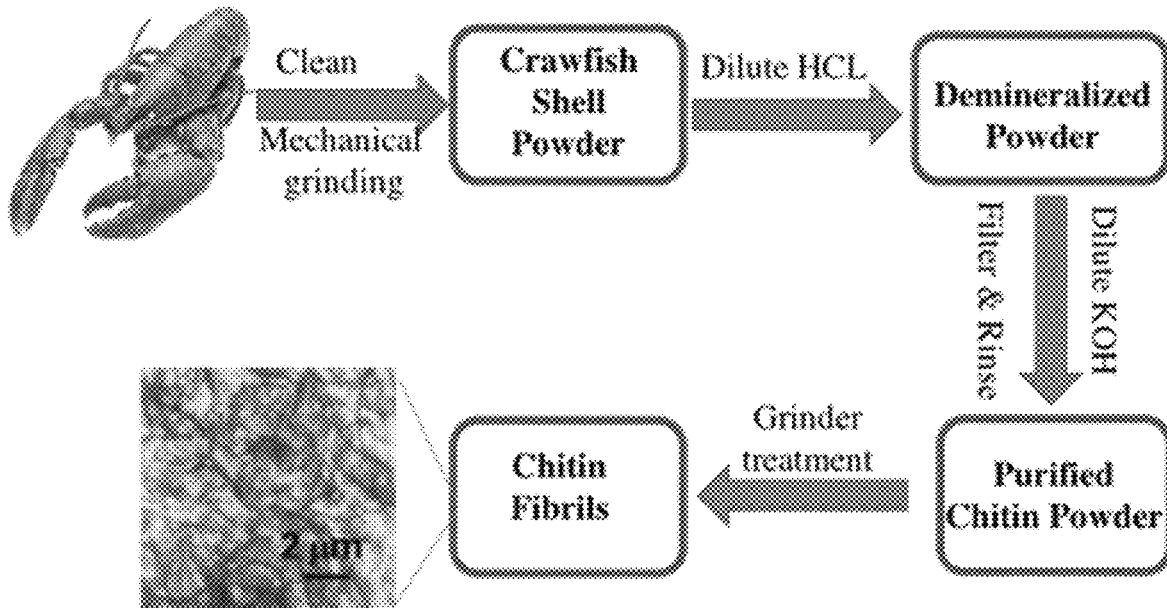 Clean
Mechanical
grinding
Crawfish
Shell
Powder
Dilute HCL
Demineralized
Powder
Dilute KOH
Filter & Rinse
Purified
Chitin Powder
Grinder
treatment
Chitin
Fibrils
2 μm